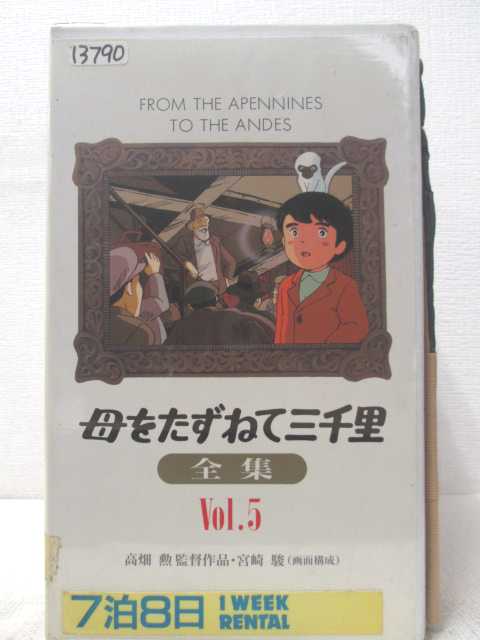 13790
FROM THE APENNINES
TO THE ANDES
母をたずねて三千里
全集
Vol.5
高畑 勲 監督作品・宮崎 駿(画面構成)
7泊8日 1 WEEK
RENTAL